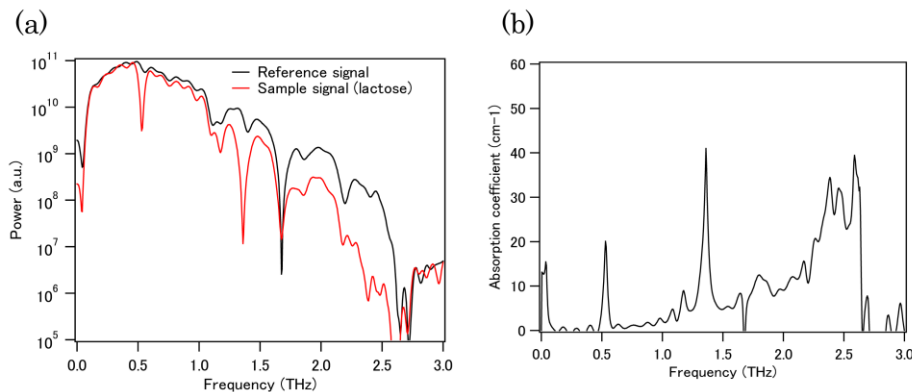 (a)
(b)
10^11
10^10
10^9
10^8
10^7
10^6
10^5
Power (a.u.)
Reference signal
Sample signal (lactose)
0.0 0.5 1.0 1.5 2.0 2.5 3.0
Frequency (THz)
60
50
40
30
20
10
0
Absorption coefficient (cm-1)
0.0 0.5 1.0 1.5 2.0 2.5 3.0
Frequency (THz)